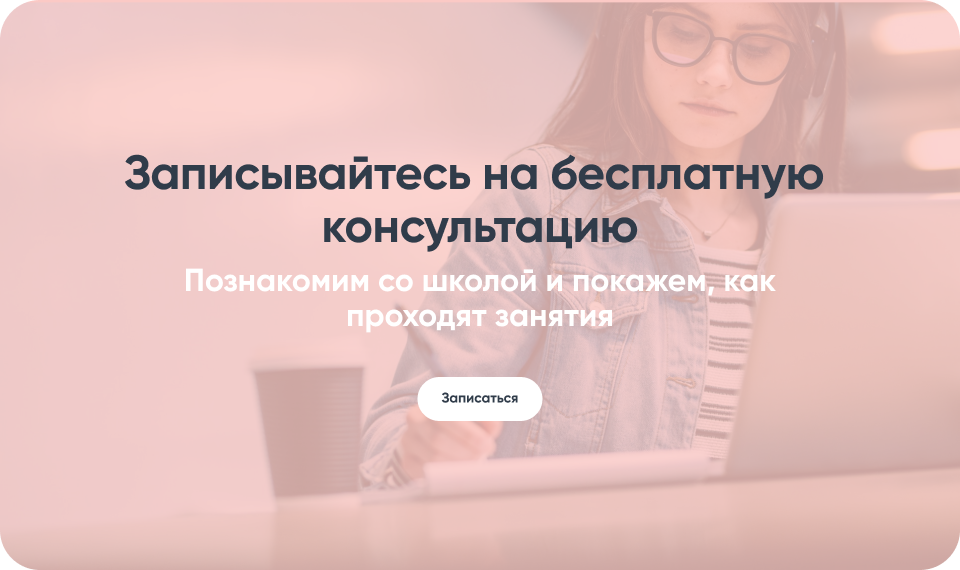 Записывайтесь на бесплатную
консультацию
Познакомим со школой и покажем, как
проходят занятия
Записаться